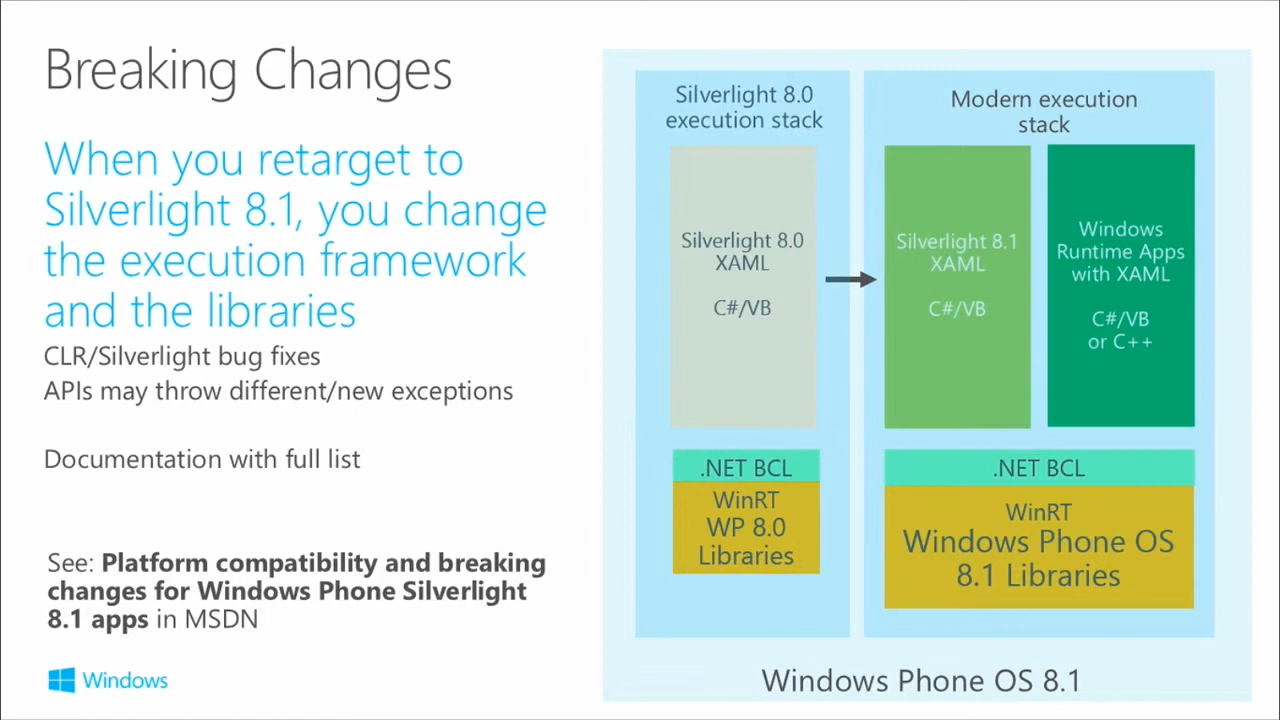 Breaking Changes
When you retarget to
Silverlight 8.1, you change
the execution framework
and the libraries
CLR/Silverlight bug fixes
APIs may throw different/new exceptions
Documentation with full list
See: Platform compatibility and breaking
changes for Windows Phone Silverlight
8.1 apps in MSDN
Windows
Silverlight 8.0
execution stack
Silverlight 8.0
XAML
C#/VB
.NET BCL
WinRT
WP 8.0
Libraries
Modern execution
stack
Silverlight 8.1
XAML
C#/VB
Windows
Runtime Apps
with XAML
C#/VB
or C++
.NET BCL
WinRT
Windows Phone OS
8.1 Libraries
Windows Phone OS 8.1